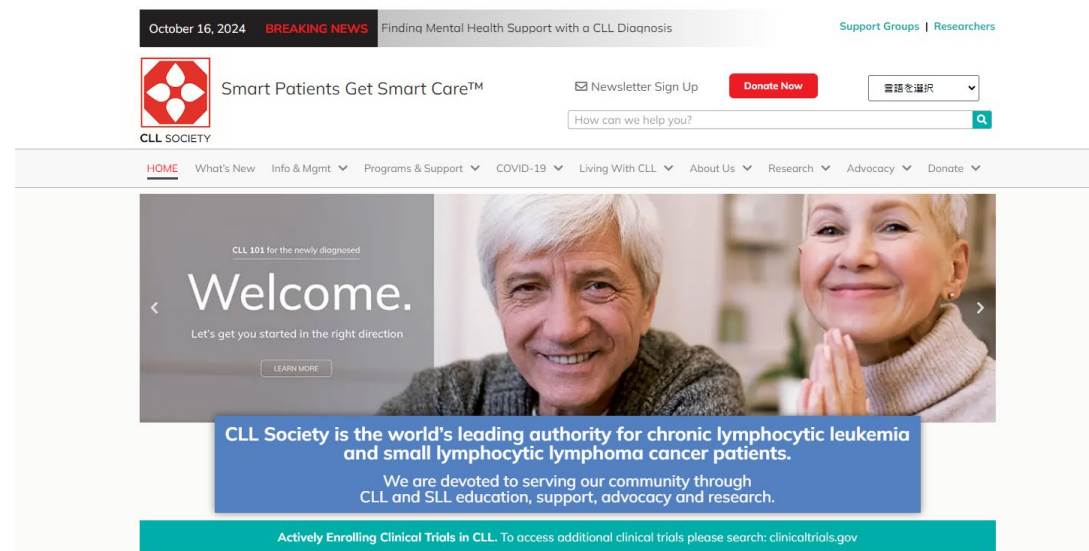 October 16, 2024 BREAKING NEWS Finding Mental Health Support with a CLL Diagnosis Support Groups | Researchers
Smart Patients Get Smart Care™ Newsletter Sign Up Donate Now 言語を選択
How can we help you?
CLL SOCIETY
HOME What's New Info & Mgmt Programs & Support COVID-19 Living With CLL About Us Research Advocacy Donate
CLL 101 for the newly diagnosed
Welcome.
Let's get you started in the right direction
LEARN MORE
CLL Society is the world's leading authority for chronic lymphocytic leukemia
and small lymphocytic lymphoma cancer patients.
We are devoted to serving our community through
CLL and SLL education, support, advocacy and research.
Actively Enrolling Clinical Trials in CLL. To access additional clinical trials please search: clinicaltrials.gov